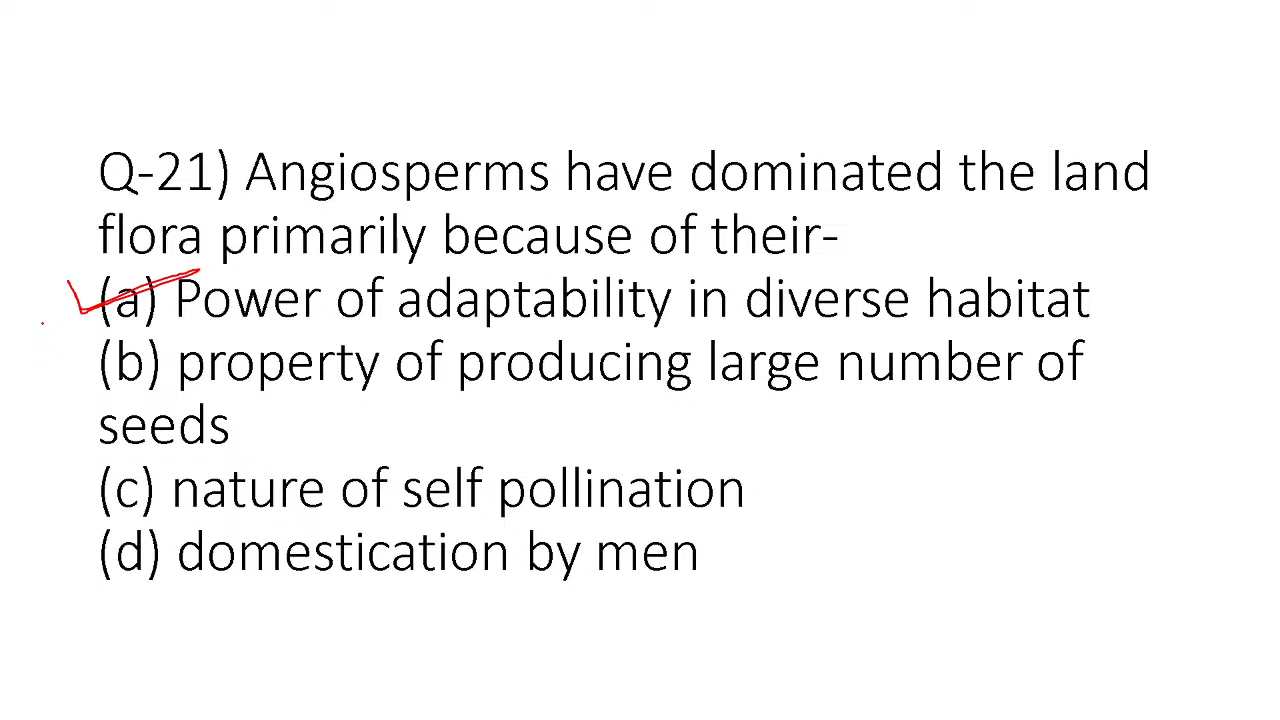 Q-21) Angiosperms have dominated the land
flora primarily because of their-
(a) Power of adaptability in diverse habitat
(b) property of producing large number of
seeds
(c) nature of self pollination
(d) domestication by men